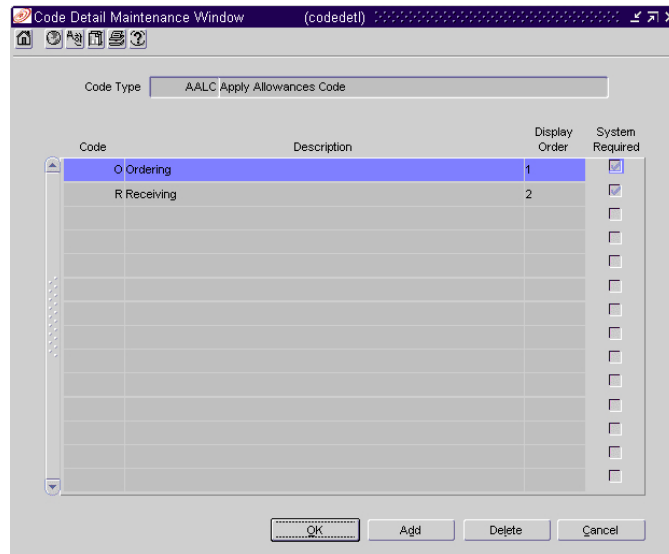 Code Detail Maintenance Window (codedetl)
Code Type AALC Apply Allowances Code
Code Description Display Order System Required
O Ordering 1
R Receiving 2
OK Add Delete Cancel